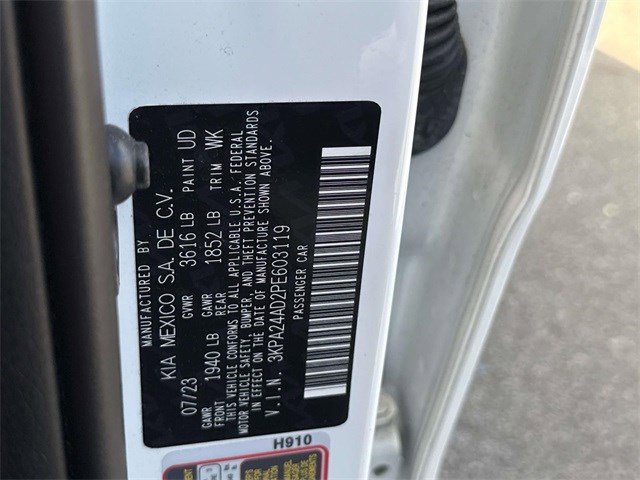 MANUFACTURED BY
KIA MEXICO S.A. DE C.V.
07/23 GVWR 3616 LB PAINT UD
GAWR FRONT 1940 LB GAWR REAR 1852 LB TRIM WK
THIS VEHICLE CONFORMS TO ALL APPLICABLE U.S.A. FEDERAL
MOTOR VEHICLE SAFETY, BUMPER, AND THEFT PREVENTION STANDARDS
IN EFFECT ON THE DATE OF MANUFACTURE SHOWN ABOVE.
V.I.N. 3KPA24AD2PE603119
PASSENGER CAR
H910